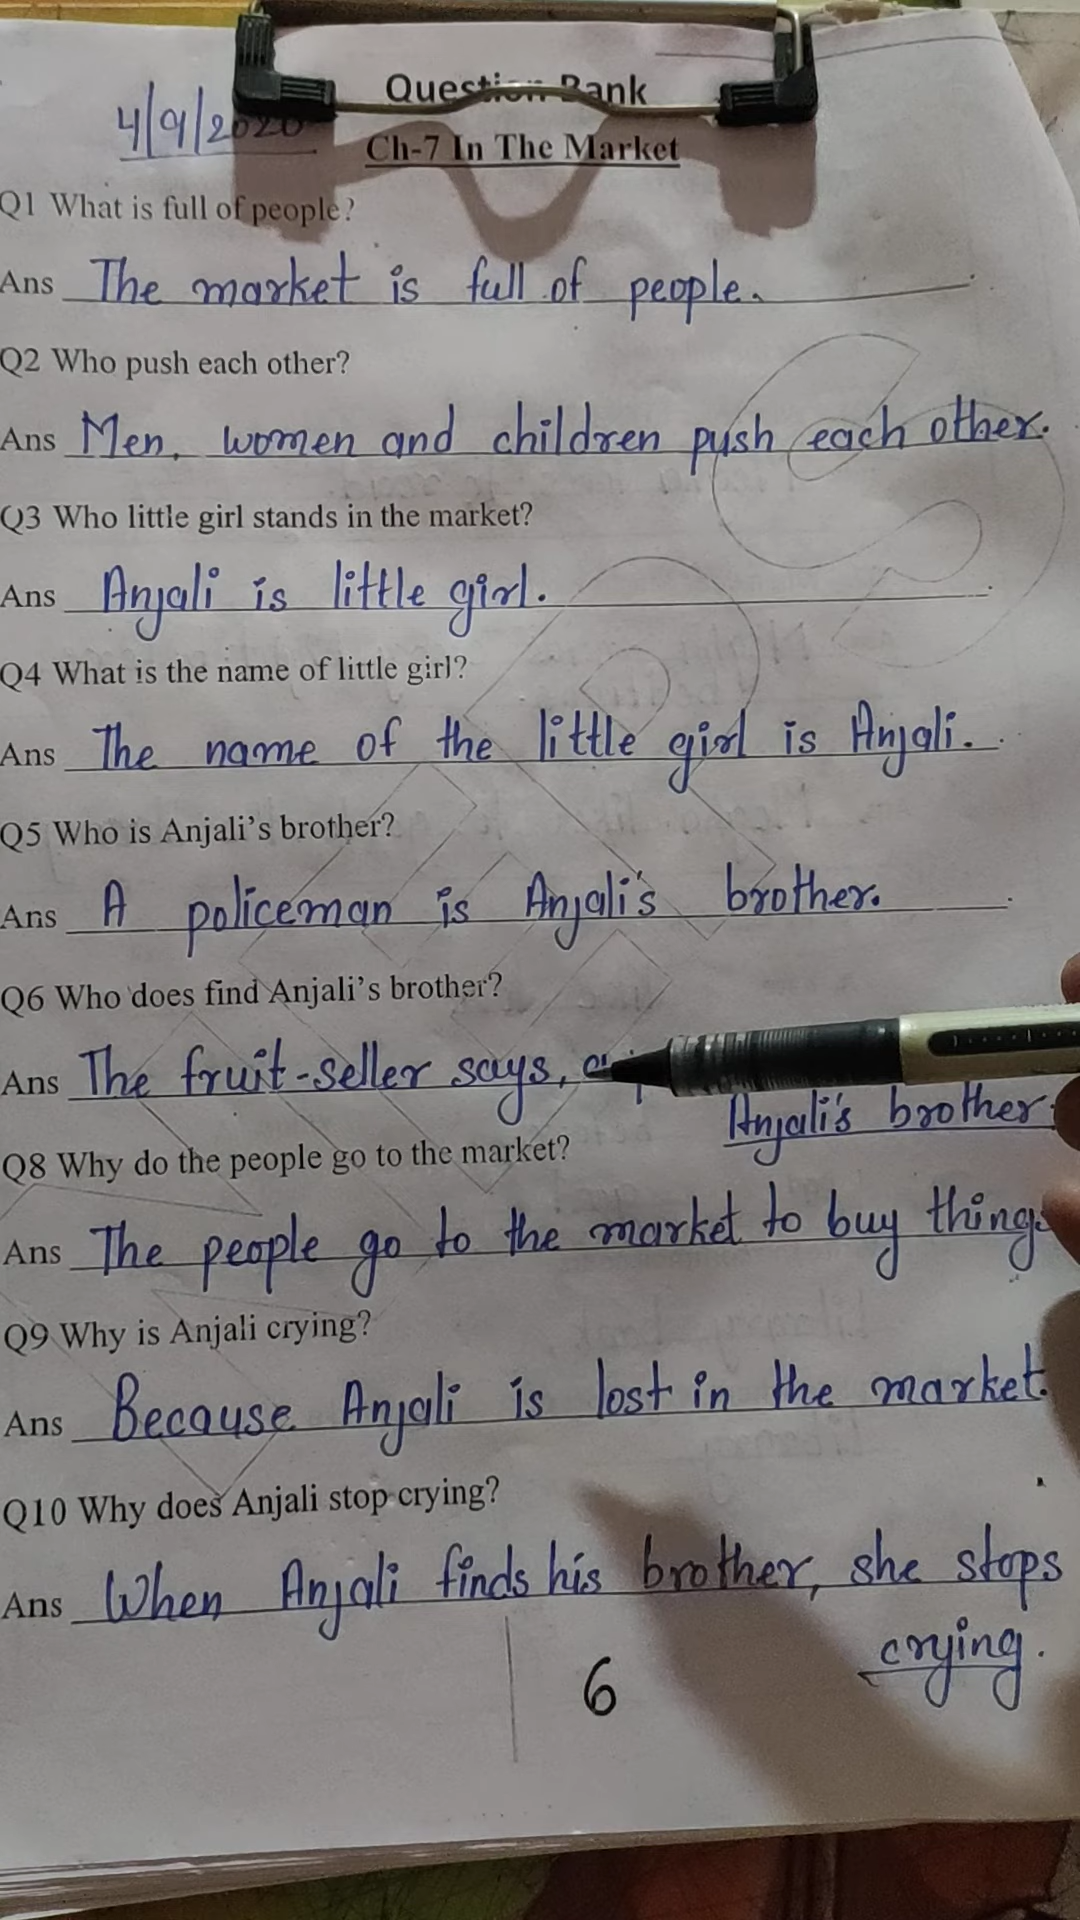 Question Bank
4/9/2020
Ch-7 In The Market
Q1 What is full of people?
Ans The market is full of people.
Q2 Who push each other?
Ans Men, women and children push each other.
Q3 Who little girl stands in the market?
Ans Anjali is little girl.
Q4 What is the name of little girl?
Ans The name of the little girl is Anjali.
Q5 Who is Anjali's brother?
Ans A policeman is Anjali's brother.
Q6 Who does find Anjali's brother?
Ans The fruit-seller says,
Anjali's brother.
Q8 Why do the people go to the market?
Ans The people go to the market to buy things
Q9 Why is Anjali crying?
Ans Because Anjali is lost in the market.
Q10 Why does Anjali stop crying?
Ans When Anjali finds his brother, she stops
crying.
6